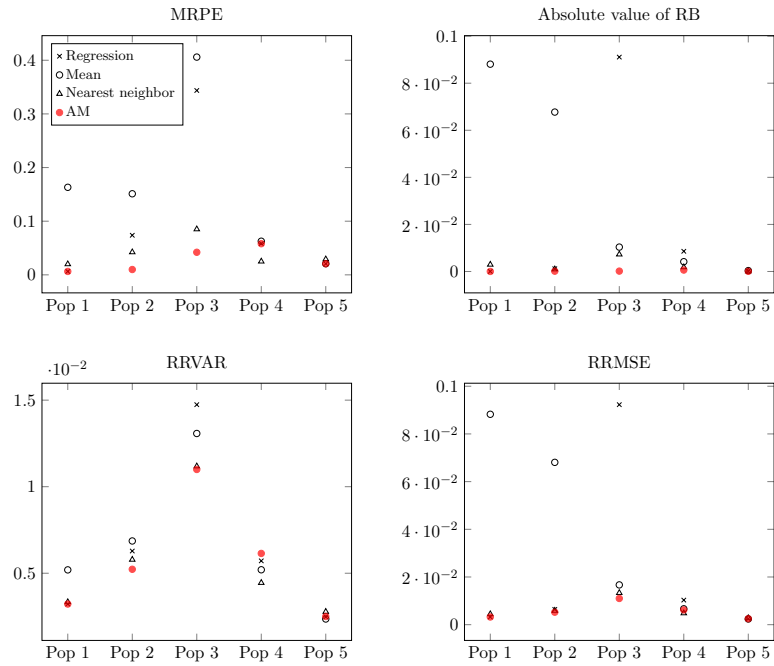 MRPE
0.4
0.3
0.2
0.1
0
Regression
Mean
Nearest neighbor
AM
Pop 1 Pop 2 Pop 3 Pop 4 Pop 5
Absolute value of RB
0.1
8 · 10⁻²
6 · 10⁻²
4 · 10⁻²
2 · 10⁻²
0
Pop 1 Pop 2 Pop 3 Pop 4 Pop 5
RRVAR
·10⁻²
1.5
1
0.5
Pop 1 Pop 2 Pop 3 Pop 4 Pop 5
RRMSE
0.1
8 · 10⁻²
6 · 10⁻²
4 · 10⁻²
2 · 10⁻²
0
Pop 1 Pop 2 Pop 3 Pop 4 Pop 5